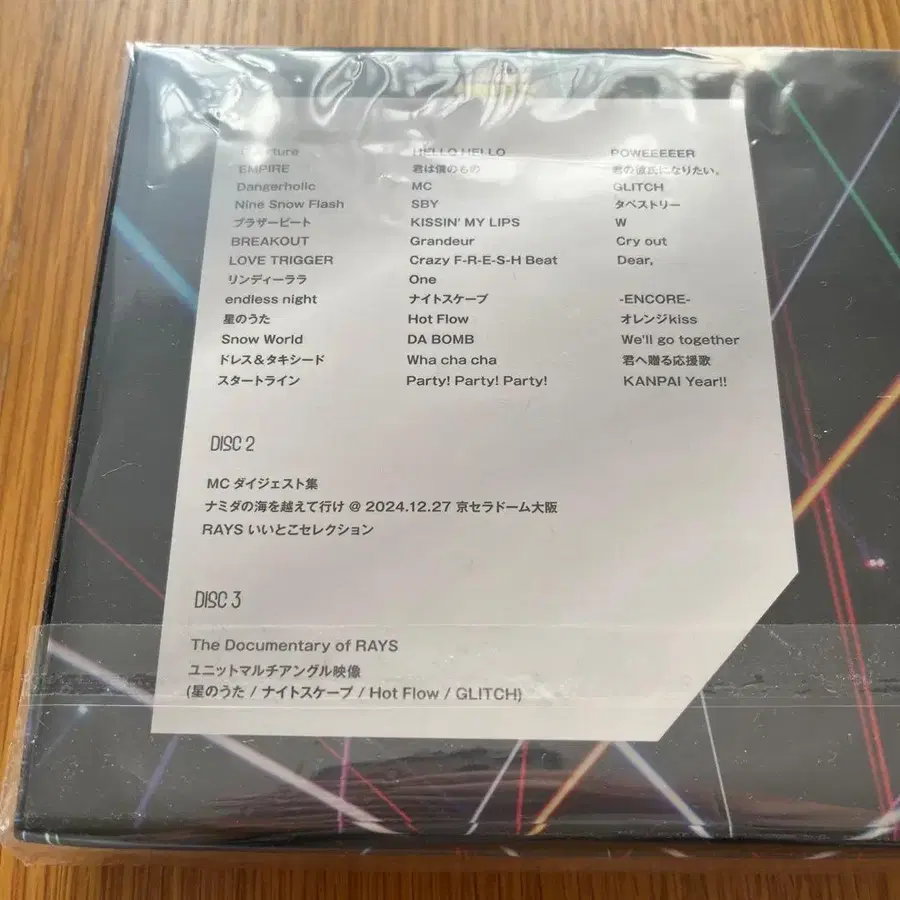 HELLO HELLO
POWEEEEER
EMPIRE
君は僕のもの
君の彼氏になりたい。
Dangerholic
MC
GLITCH
Nine Snow Flash
SBY
タペストリー
ブラザービート
KISSIN' MY LIPS
W
BREAKOUT
Grandeur
Cry out
LOVE TRIGGER
Crazy F-R-E-S-H Beat
Dear,
リンディーララ
One
endless night
ナイトスケープ
-ENCORE-
星のうた
Hot Flow
オレンジkiss
Snow World
DA BOMB
We'll go together
ドレス＆タキシード
Wha cha cha
君へ贈る応援歌
スタートライン
Party! Party! Party!
KANPAI Year!!
DISC 2
MC ダイジェスト集
ナミダの海を越えて行け @ 2024.12.27 京セラドーム大阪
RAYS いいとこセレクション
DISC 3
The Documentary of RAYS
ユニットマルチアングル映像
(星のうた / ナイトスケープ / Hot Flow / GLITCH)